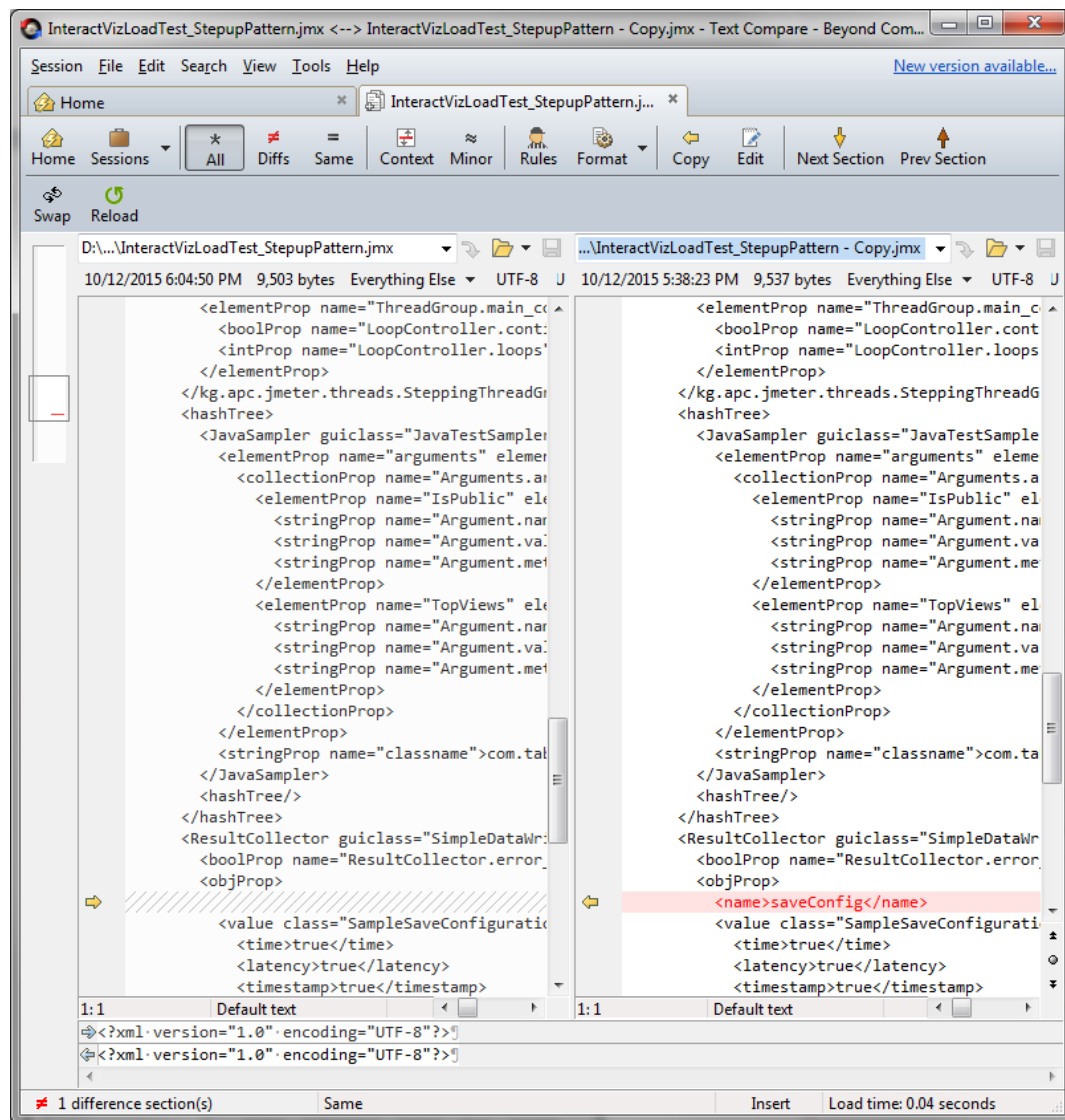 InteractVizLoadTest_StepupPattern.jmx <--> InteractVizLoadTest_StepupPattern - Copy.jmx - Text Compare - Beyond Com...
Session File Edit Search View Tools Help New version available...
Home InteractVizLoadTest_StepupPattern.j...
Home Sessions * All ≠ Diffs = Same Context ≈ Minor Rules Format Copy Edit Next Section Prev Section
Swap Reload
D:\...\InteractVizLoadTest_StepupPattern.jmx
10/12/2015 6:04:50 PM 9,503 bytes Everything Else UTF-8 U
<elementProp name="ThreadGroup.main_co
<boolProp name="LoopController.conti
<intProp name="LoopController.loops"
</elementProp>
</kg.apc.jmeter.threads.SteppingThreadGr
<hashTree>
<JavaSampler guiclass="JavaTestSampler
<elementProp name="arguments" elemen
<collectionProp name="Arguments.ar
<elementProp name="IsPublic" ele
<stringProp name="Argument.nam
<stringProp name="Argument.val
<stringProp name="Argument.met
</elementProp>
<elementProp name="TopViews" ele
<stringProp name="Argument.nam
<stringProp name="Argument.val
<stringProp name="Argument.met
</elementProp>
</collectionProp>
</elementProp>
<stringProp name="classname">com.tab
</JavaSampler>
<hashTree/>
</hashTree>
<ResultCollector guiclass="SimpleDataWri
<boolProp name="ResultCollector.error_
<objProp>
<value class="SampleSaveConfiguratio
<time>true</time>
<latency>true</latency>
<timestamp>true</timestamp>
1: 1 Default text
...\InteractVizLoadTest_StepupPattern - Copy.jmx
10/12/2015 5:38:23 PM 9,537 bytes Everything Else UTF-8 U
<elementProp name="ThreadGroup.main_c
<boolProp name="LoopController.cont
<intProp name="LoopController.loops
</elementProp>
</kg.apc.jmeter.threads.SteppingThreadG
<hashTree>
<JavaSampler guiclass="JavaTestSample
<elementProp name="arguments" eleme
<collectionProp name="Arguments.a
<elementProp name="IsPublic" el
<stringProp name="Argument.na
<stringProp name="Argument.va
<stringProp name="Argument.me
</elementProp>
<elementProp name="TopViews" el
<stringProp name="Argument.na
<stringProp name="Argument.va
<stringProp name="Argument.me
</elementProp>
</collectionProp>
</elementProp>
<stringProp name="classname">com.ta
</JavaSampler>
<hashTree/>
</hashTree>
<ResultCollector guiclass="SimpleDataWr
<boolProp name="ResultCollector.error_
<objProp>
<name>saveConfig</name>
<value class="SampleSaveConfigurati
<time>true</time>
<latency>true</latency>
<timestamp>true</timestamp>
1: 1 Default text
<?xml·version="1.0"·encoding="UTF-8"?>¶
<?xml·version="1.0"·encoding="UTF-8"?>¶
≠ 1 difference section(s) Same Insert Load time: 0.04 seconds